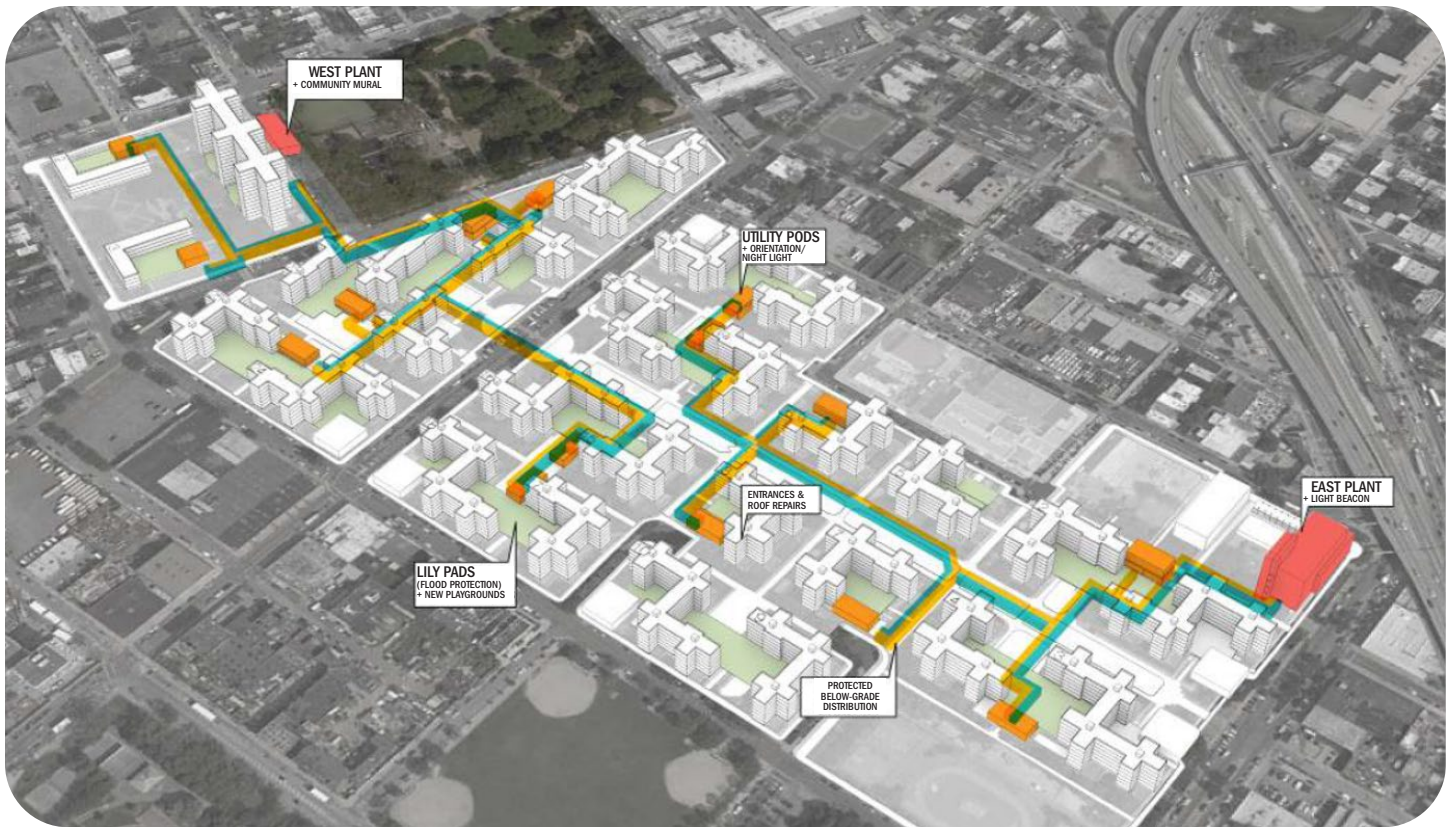 WEST PLANT
+ COMMUNITY MURAL
UTILITY PODS
+ ORIENTATION/
NIGHT LIGHT
EAST PLANT
+ LIGHT BEACON
ENTRANCES &
ROOF REPAIRS
LILY PADS
(FLOOD PROTECTION)
+ NEW PLAYGROUNDS
PROTECTED
BELOW-GRADE
DISTRIBUTION